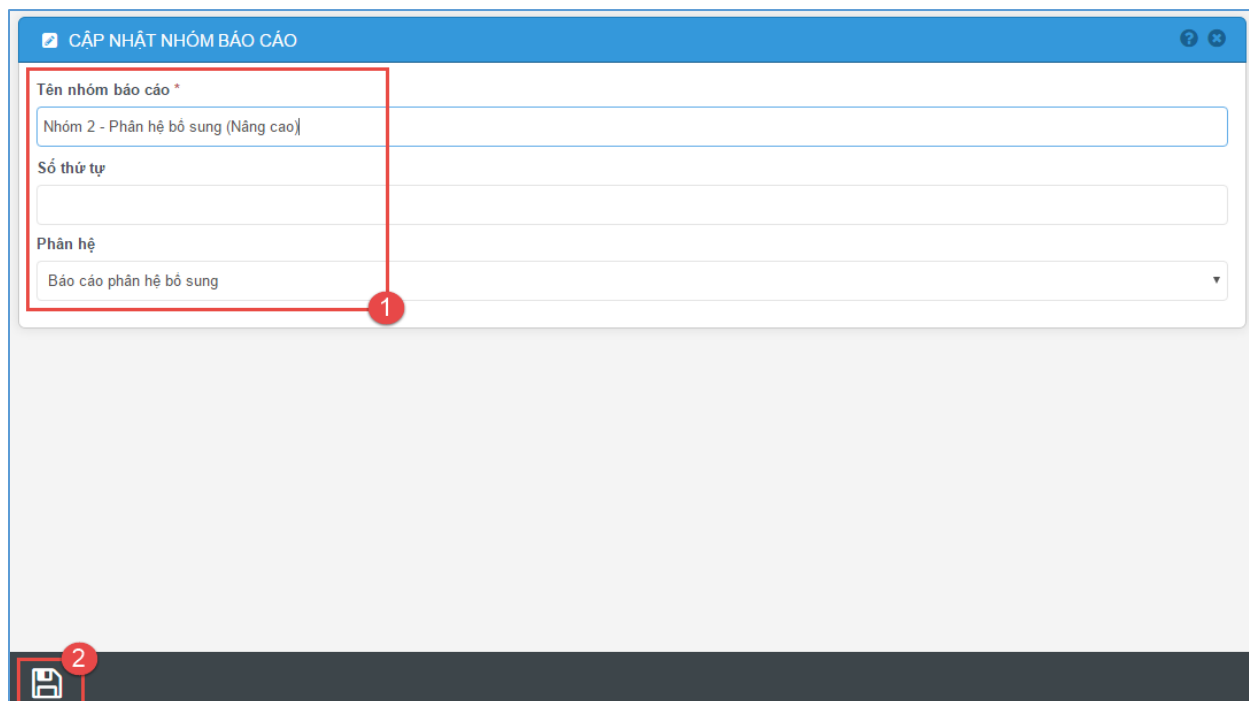 CẬP NHẬT NHÓM BÁO CÁO
Tên nhóm báo cáo *
Nhóm 2 - Phân hệ bổ sung (Nâng cao)
Số thứ tự
Phân hệ
Báo cáo phân hệ bổ sung
1
2